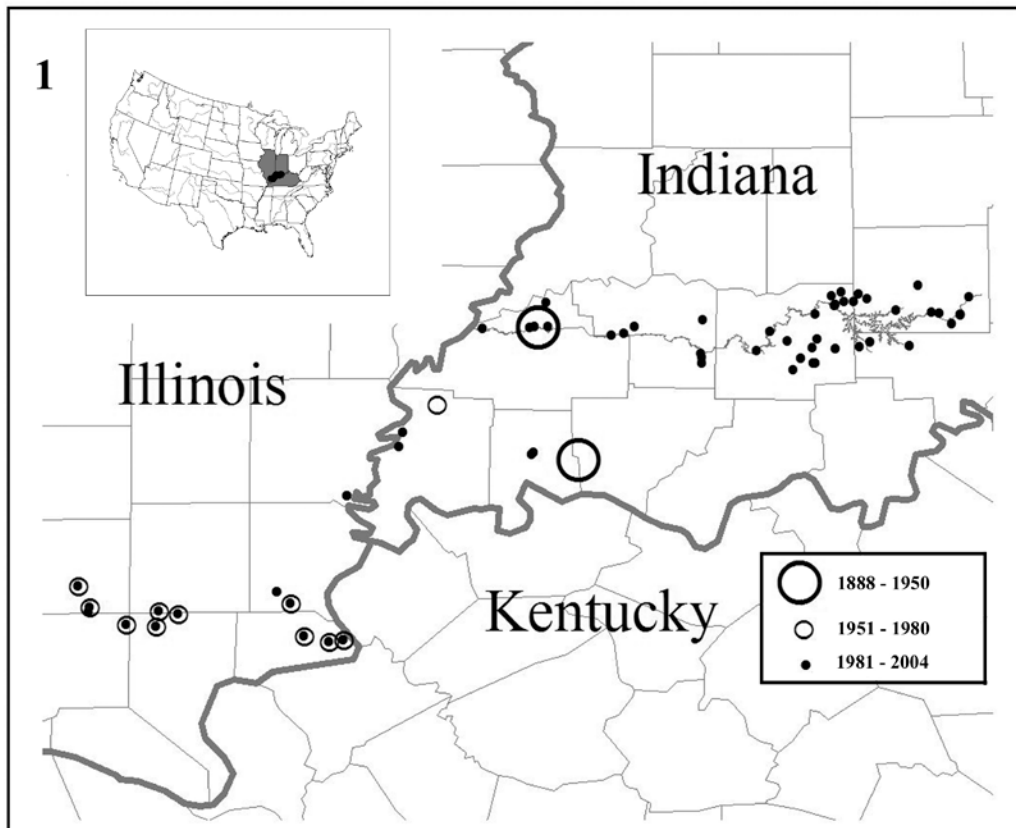 1
Indiana
Illinois
Kentucky
1888 - 1950
1951 - 1980
1981 - 2004